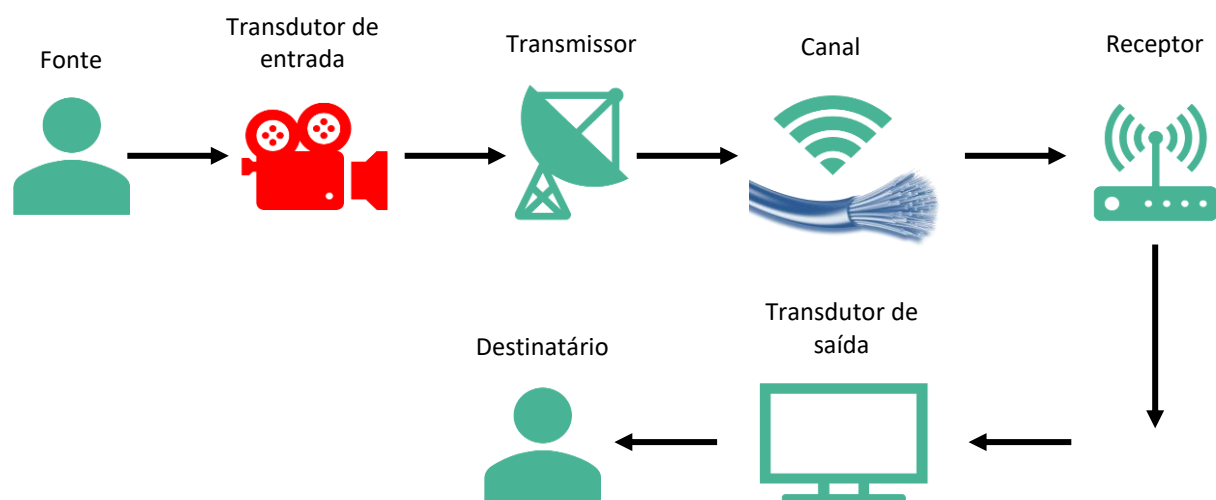 Fonte
Transdutor de
entrada
Transmissor
Canal
Receptor
Destinatário
Transdutor de
saída